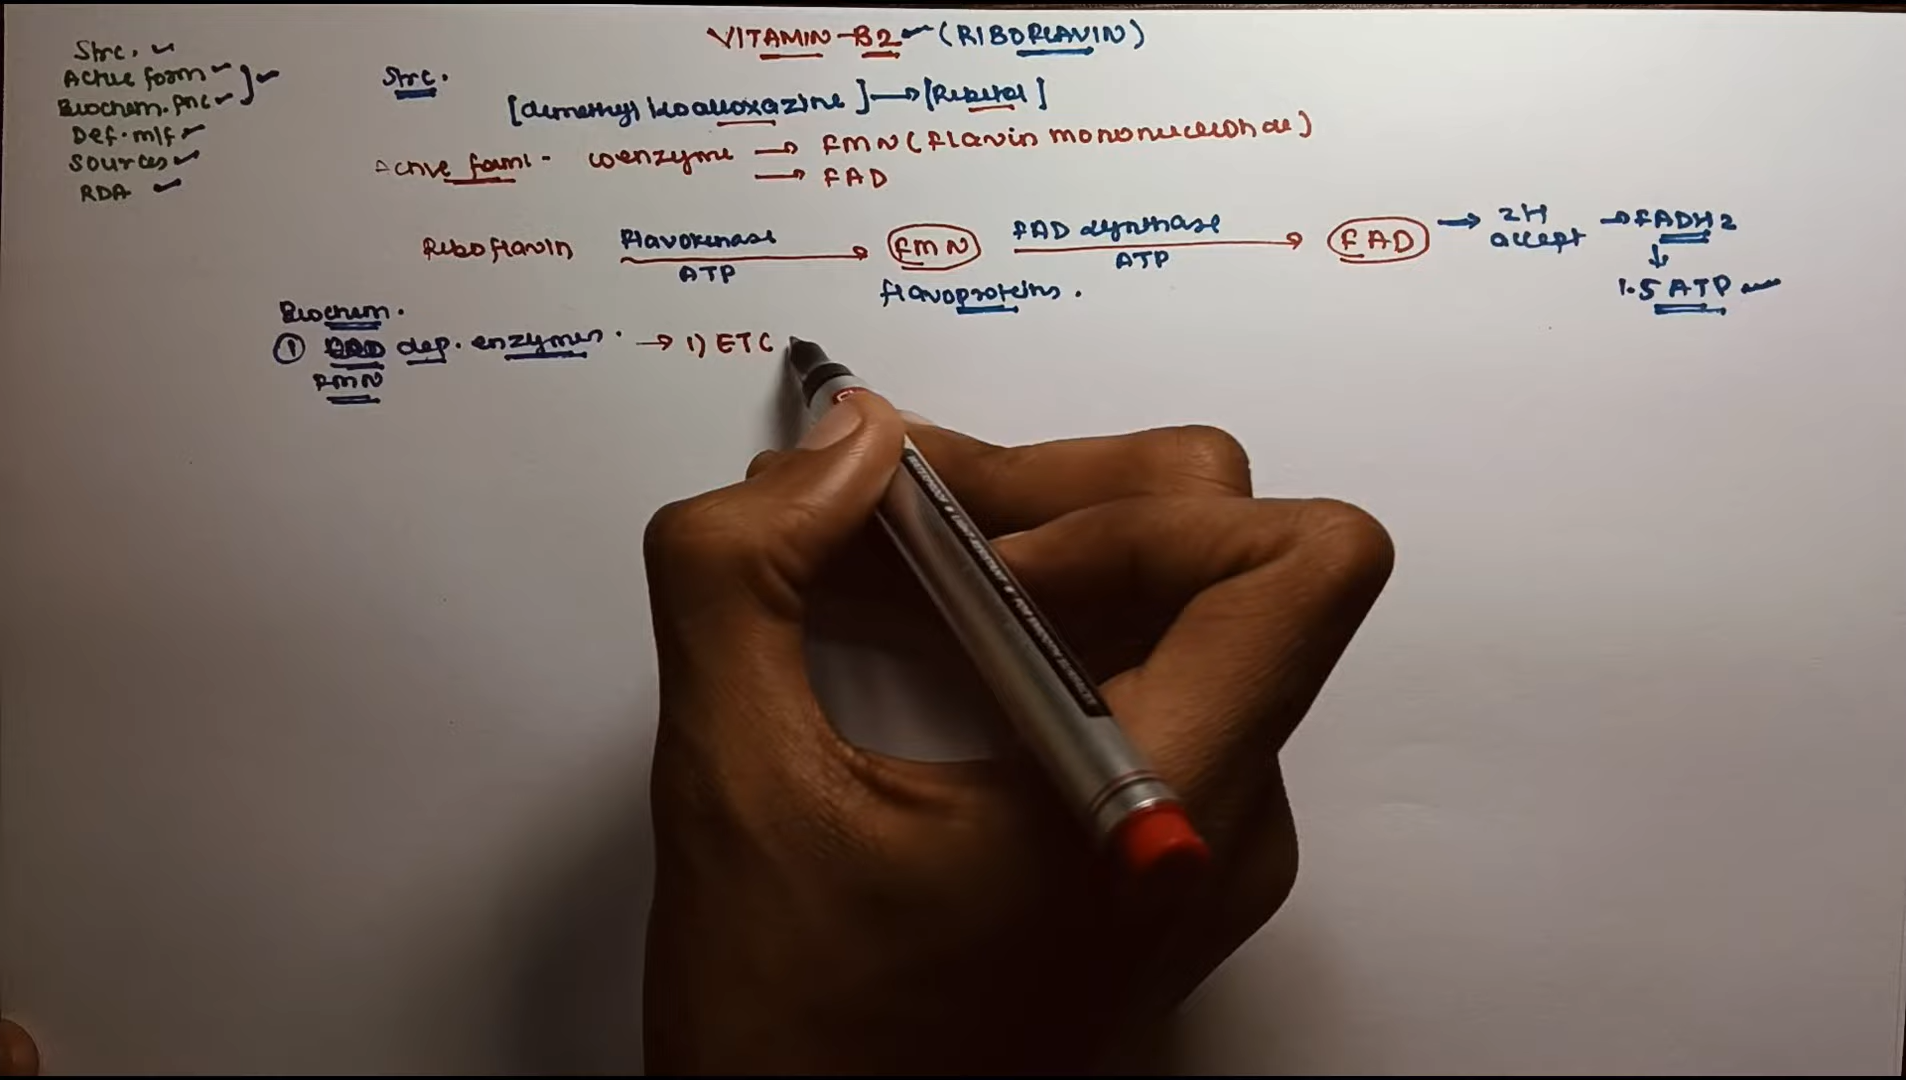 VITAMIN-B2 (RIBOFLAVIN)
Strc.
Active form
Biochem. fnc
Def. m/f
Sources
RDA
Strc.
[dimethyl isoalloxazine] → [Ribitol]
Active form:- coenzyme → FMN (flavin mononucleotide)
→ FAD
Riboflavin Flavokinase ATP → FMN FAD synthase ATP → FAD → 2H accept → FADH2
↓
flavoproteins. 1.5 ATP
Biochem.
① FAD dep. enzymes. → 1) ETC
FMN